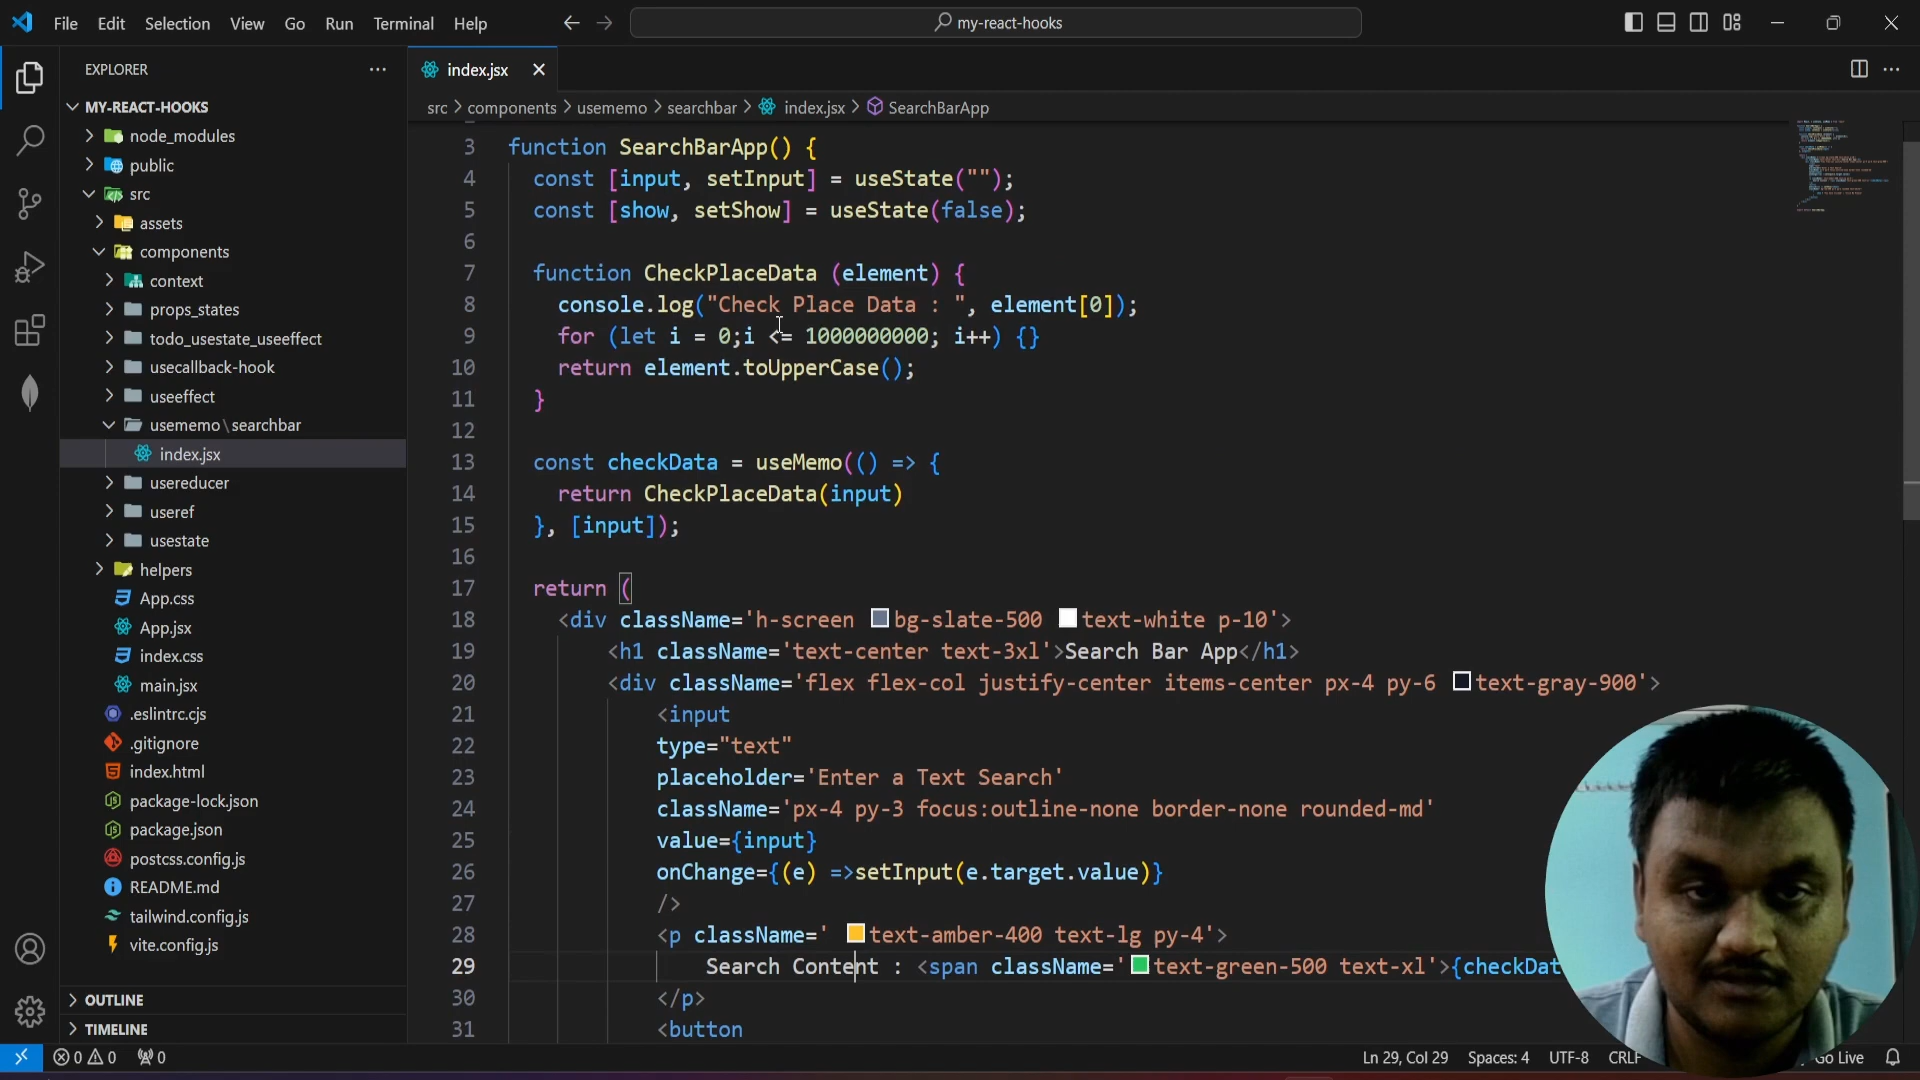 File Edit Selection View Go Run Terminal Help
my-react-hooks
EXPLORER
MY-REACT-HOOKS
node_modules
public
src
assets
components
context
props_states
todo_usestate_useeffect
usecallback-hook
useeffect
usememo\searchbar
index.jsx
usereducer
useref
usestate
helpers
App.css
App.jsx
index.css
main.jsx
.eslintrc.cjs
.gitignore
index.html
package-lock.json
package.json
postcss.config.js
README.md
tailwind.config.js
vite.config.js
OUTLINE
TIMELINE
index.jsx
src > components > usememo > searchbar > index.jsx > SearchBarApp
3 function SearchBarApp() {
4 const [input, setInput] = useState("");
5 const [show, setShow] = useState(false);
6
7 function CheckPlaceData (element) {
8 console.log("Check Place Data : ", element[0]);
9 for (let i = 0;i <= 1000000000; i++) {}
10 return element.toUpperCase();
11 }
12
13 const checkData = useMemo(() => {
14 return CheckPlaceData(input)
15 }, [input]);
16
17 return (
18 <div className='h-screen bg-slate-500 text-white p-10'>
19 <h1 className='text-center text-3xl'>Search Bar App</h1>
20 <div className='flex flex-col justify-center items-center px-4 py-6 text-gray-900'>
21 <input
22 type="text"
23 placeholder='Enter a Text Search'
24 className='px-4 py-3 focus:outline-none border-none rounded-md'
25 value={input}
26 onChange={(e) =>setInput(e.target.value)}
27 />
28 <p className=' text-amber-400 text-lg py-4'>
29 Search Content : <span className=' text-green-500 text-xl'>{checkDat
30 </p>
31 <button
0 0 0 Ln 29, Col 29 Spaces: 4 UTF-8 CRLF Go Live